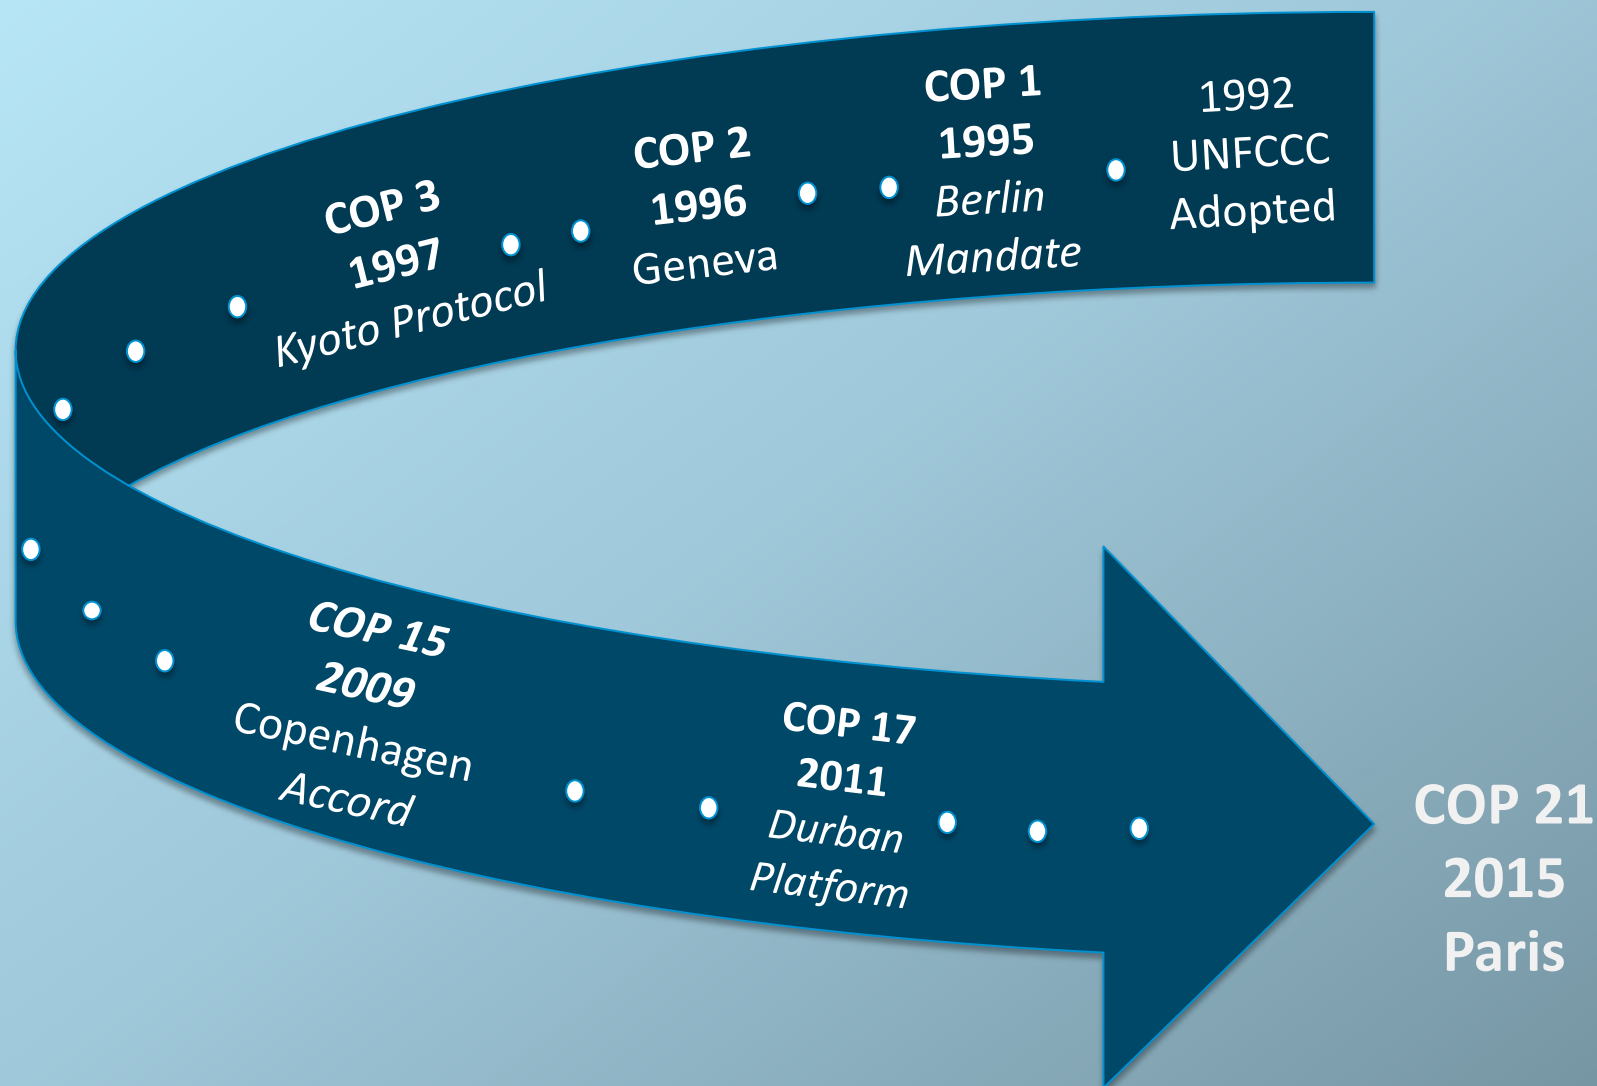 1992
UNFCCC
Adopted
COP 1
1995
Berlin
Mandate
COP 2
1996
Geneva
COP 3
1997
Kyoto Protocol
COP 15
2009
Copenhagen
Accord
COP 17
2011
Durban
Platform
COP 21
2015
Paris